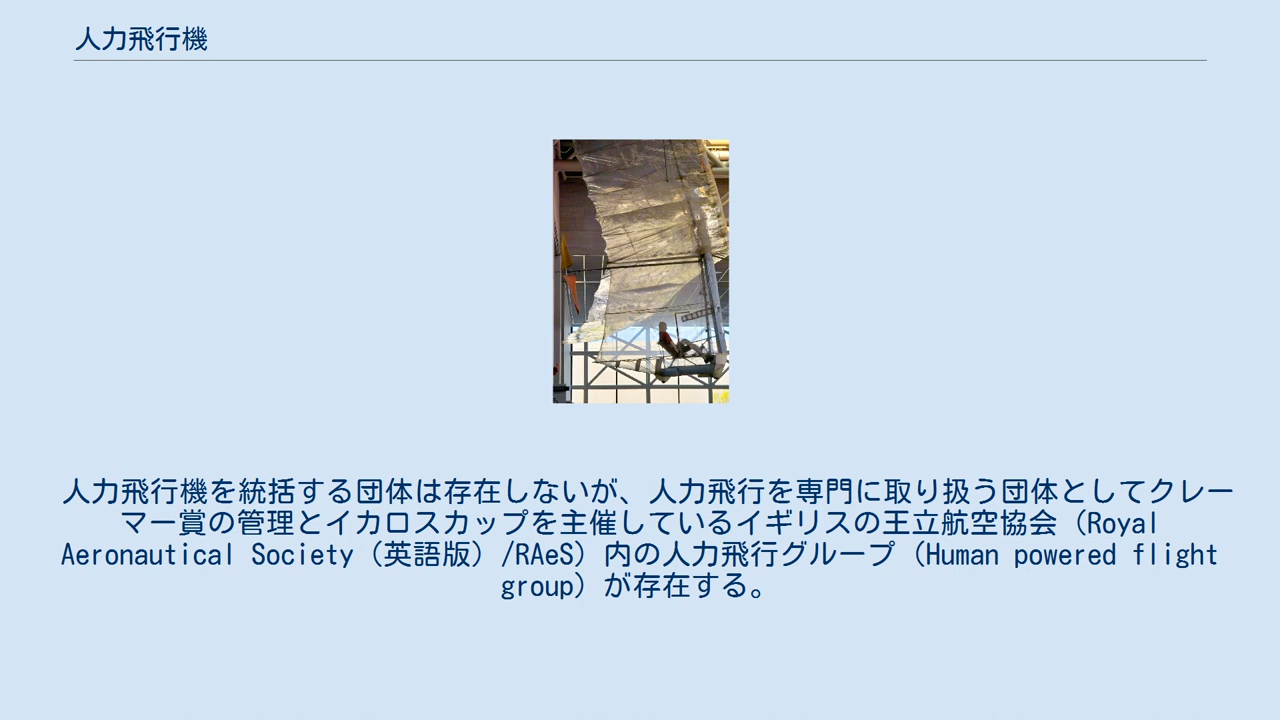 人力飛行機
人力飛行機を統括する団体は存在しないが、人力飛行を専門に取り扱う団体としてクレー
マー賞の管理とイカロスカップを主催しているイギリスの王立航空協会（Royal
Aeronautical Society（英語版）/RAeS）内の人力飛行グループ（Human powered flight
group）が存在する。